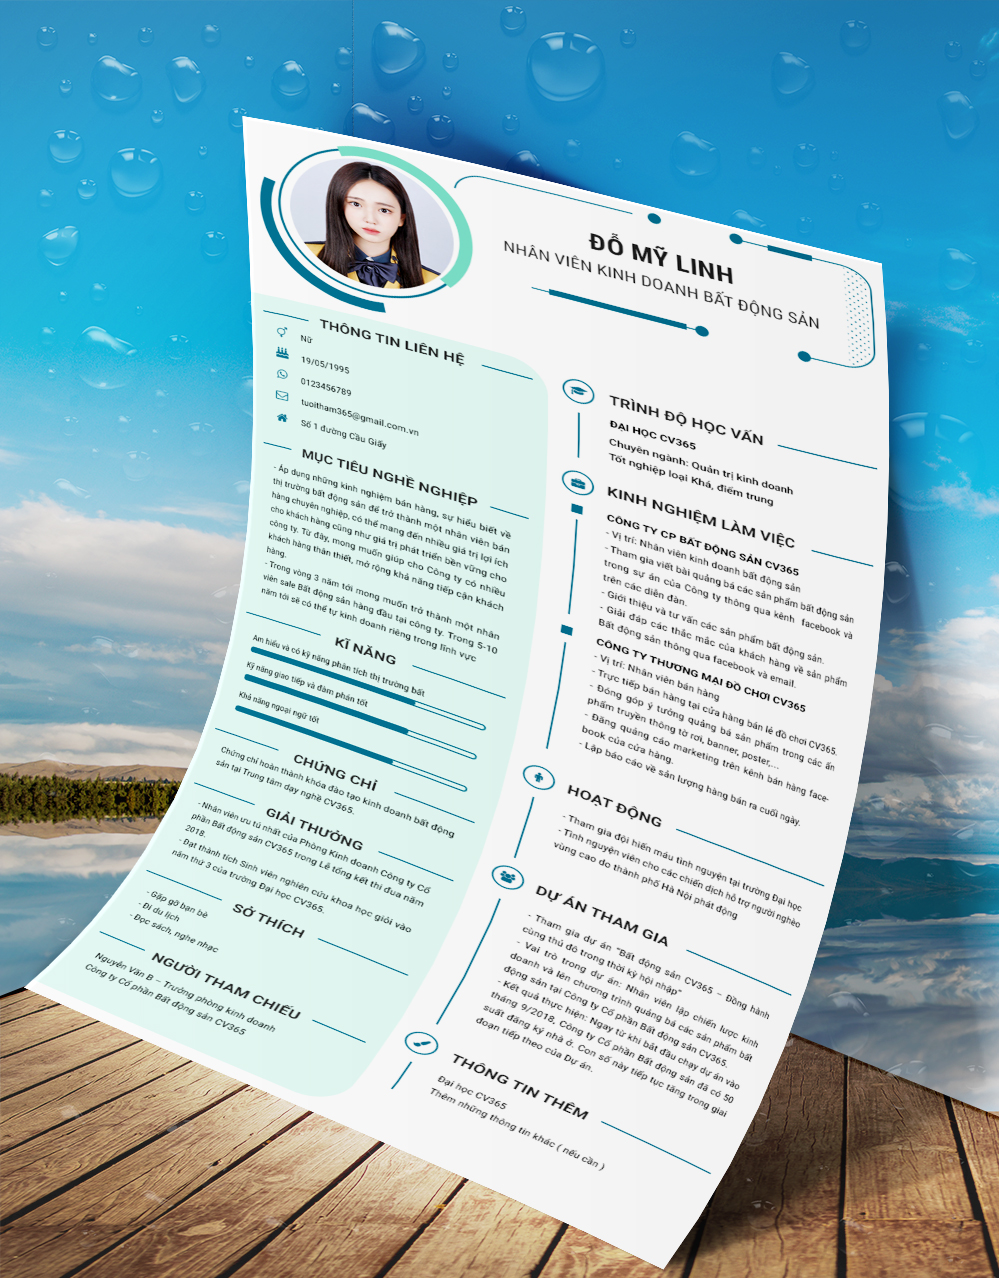 ĐỖ MỸ LINH
NHÂN VIÊN KINH DOANH BẤT ĐỘNG SẢN
THÔNG TIN LIÊN HỆ
Nữ
19/05/1995
0123456789
tuoitham365@gmail.com.vn
Số 1 đường Cầu Giấy
MỤC TIÊU NGHỀ NGHIỆP
- Áp dụng những kinh nghiệm bán hàng, sự hiểu biết về
thị trường bất động sản để trở thành một nhân viên bán
hàng chuyên nghiệp, có thể mang đến nhiều giá trị lợi ích
cho khách hàng cũng như giá trị phát triển bền vững cho
công ty. Từ đây, mong muốn giúp cho Công ty có nhiều
khách hàng thân thiết, mở rộng khả năng tiếp cận khách
hàng.
- Trong vòng 3 năm tới mong muốn trở thành một nhân
viên sale Bất động sản hàng đầu tại công ty. Trong 5-10
năm tới sẽ có thể tự kinh doanh riêng trong lĩnh vực
KĨ NĂNG
Am hiểu và có kỹ năng phân tích thị trường bất
Kỹ năng giao tiếp và đàm phán tốt
Khả năng ngoại ngữ tốt
CHỨNG CHỈ
Chứng chỉ hoàn thành khóa đào tạo kinh doanh bất động
sản tại Trung tâm dạy nghề CV365.
GIẢI THƯỞNG
- Nhân viên ưu tú nhất của Phòng Kinh doanh Công ty Cổ
phần Bất động sản CV365 trong Lễ tổng kết thi đua năm
2018.
- Đạt thành tích Sinh viên nghiên cứu khoa học giỏi vào
năm thứ 3 của trường Đại học CV365.
SỞ THÍCH
- Gặp gỡ bạn bè
- Đi du lịch
- Đọc sách, nghe nhạc
NGƯỜI THAM CHIẾU
Nguyễn Văn B – Trưởng phòng kinh doanh
Công ty Cổ phần Bất động sản CV365
TRÌNH ĐỘ HỌC VẤN
ĐẠI HỌC CV365
Chuyên ngành: Quản trị kinh doanh
Tốt nghiệp loại Khá, điểm trung
KINH NGHIỆM LÀM VIỆC
CÔNG TY CP BẤT ĐỘNG SẢN CV365
- Vị trí: Nhân viên kinh doanh bất động sản
- Tham gia viết bài quảng bá các sản phẩm bất động sản
trong sự án của Công ty thông qua kênh facebook và
trên các diễn đàn.
- Giới thiệu và tư vấn các sản phẩm bất động sản.
- Giải đáp các thắc mắc của khách hàng về sản phẩm
Bất động sản thông qua facebook và email.
CÔNG TY THƯƠNG MẠI ĐỒ CHƠI CV365
- Vị trí: Nhân viên bán hàng
- Trực tiếp bán hàng tại cửa hàng bán lẻ đồ chơi CV365.
- Đóng góp ý tưởng quảng bá sản phẩm trong các ấn
phẩm truyền thông tờ rơi, banner, poster,...
- Đăng quảng cáo marketing trên kênh bán hàng face-
book của cửa hàng.
- Lập báo cáo về sản lượng hàng bán ra cuối ngày.
HOẠT ĐỘNG
- Tham gia đội hiến máu tình nguyện tại trường Đại học
- Tình nguyện viên cho các chiến dịch hỗ trợ người nghèo
vùng cao do thành phố Hà Nội phát động
DỰ ÁN THAM GIA
- Tham gia dự án "Bất động sản CV365 – Đồng hành
cùng thủ đô trong thời kỳ hội nhập"
- Vai trò trong dự án: Nhân viên lập chiến lược kinh
doanh và lên chương trình quảng bá các sản phẩm bất
động sản tại Công ty Cổ phần Bất động sản CV365.
- Kết quả thực hiện: Ngay từ khi bắt đầu chạy dự án vào
tháng 9/2018, Công ty Cổ phần Bất động sản đã có 50
suất đăng ký nhà ở. Con số này tiếp tục tăng trong giai
đoạn tiếp theo của Dự án.
THÔNG TIN THÊM
Đại học CV365
Thêm những thông tin khác ( nếu cần )